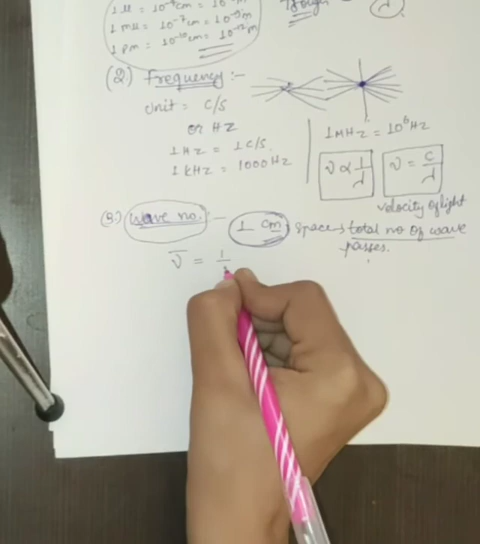 1 mμ = 10⁻⁷cm = 10⁻⁹m
1 pm = 10⁻¹⁰cm = 10⁻¹²m
(2) Frequency :-
Unit = C/S
or HZ
1 HZ = 1 C/S.
1 KHZ = 1000 HZ
1 MHZ = 10⁶ HZ
ν ∝ 1/λ
ν = C/λ
velocity of light
(3) Wave no. - 1 cm space → total no of wave
passes.
ν̅ = 1/